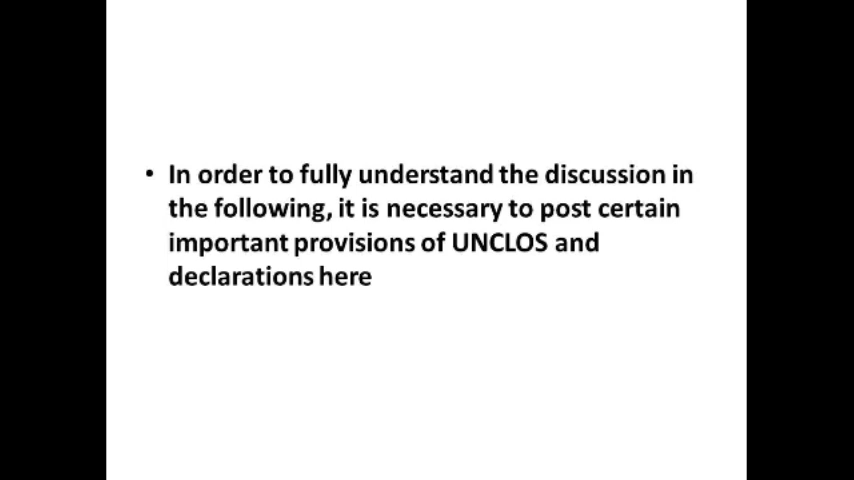 • In order to fully understand the discussion in
the following, it is necessary to post certain
important provisions of UNCLOS and
declarations here